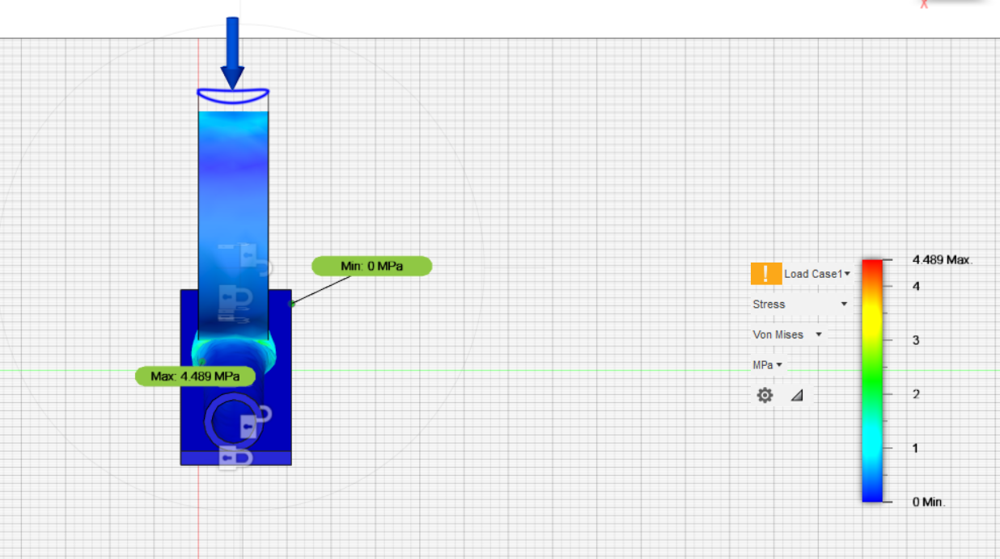 X
Min: 0 MPa
Max: 4.489 MPa
! Load Case1
Stress
Von Mises
MPa
4.489 Max.
4
3
2
1
0 Min.